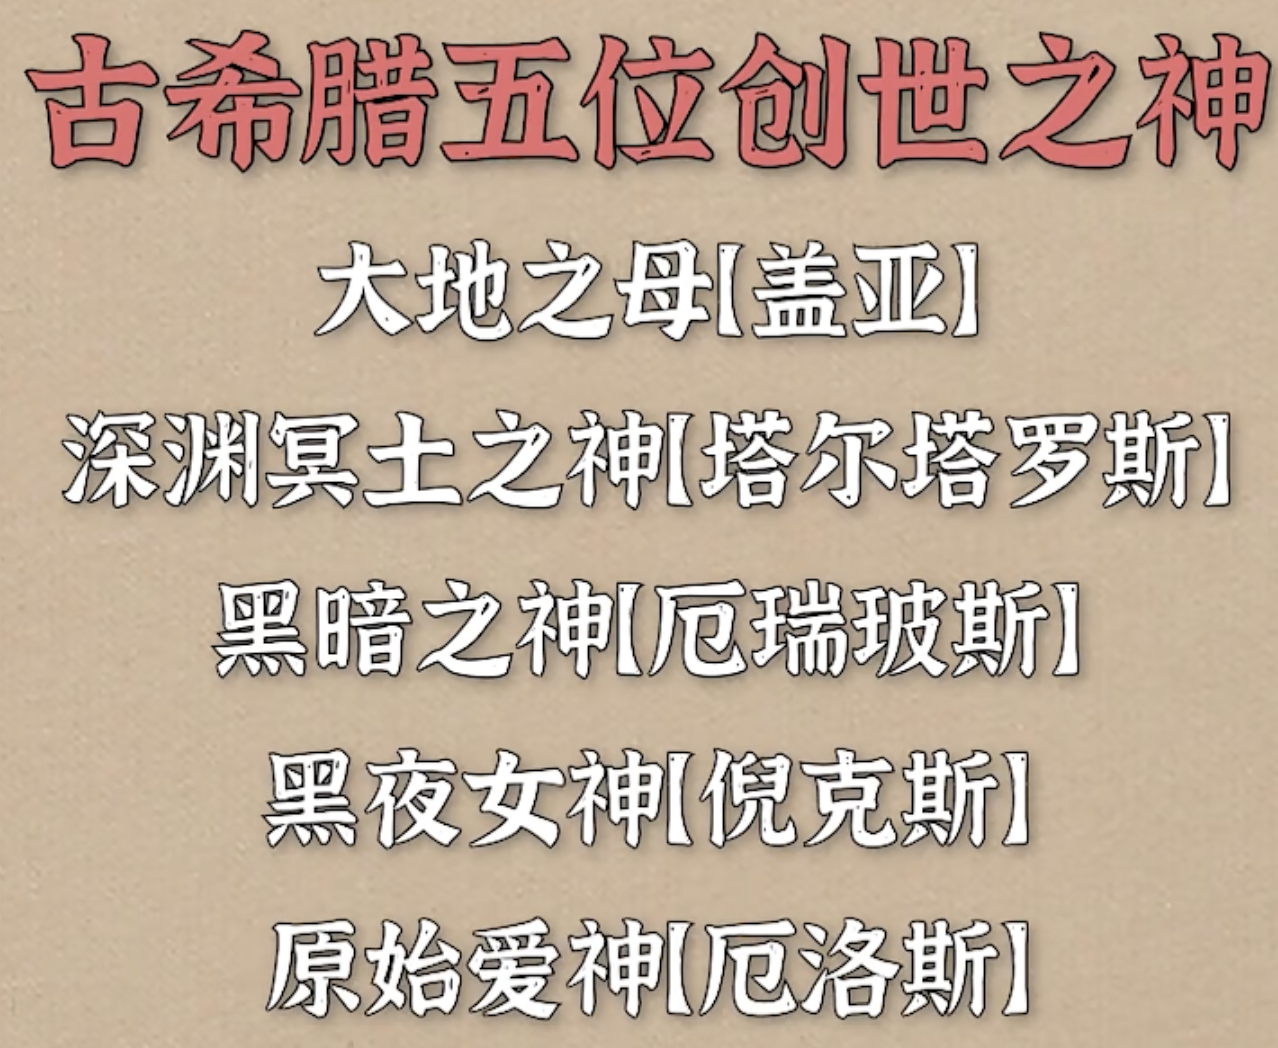 古希腊五位创世之神
大地之母【盖亚】
深渊冥土之神【塔尔塔罗斯】
黑暗之神【厄瑞玻斯】
黑夜女神【倪克斯】
原始爱神【厄洛斯】